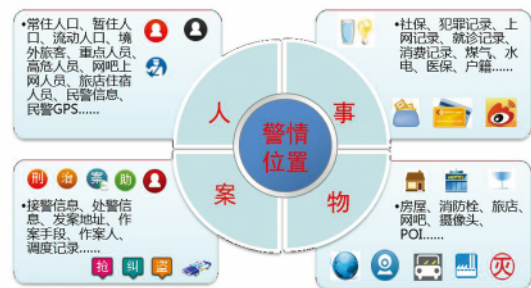 •常住人口、暂住人
口、流动人口、境
外旅客、重点人员、
高危人员、网吧上
网人员、旅店住宿
人员、民警信息、
民警GPS......
•社保、犯罪记录、上
网记录、就诊记录、
消费记录、煤气、水
电、医保、户籍......
人
事
警情
位置
案
物
刑
治
案
助
•接警信息、处警信
息、发案地址、作
案手段、作案人、
调度记录......
抢
纠
盗
•房屋、消防栓、旅店、
网吧、摄像头、
POI......
灭